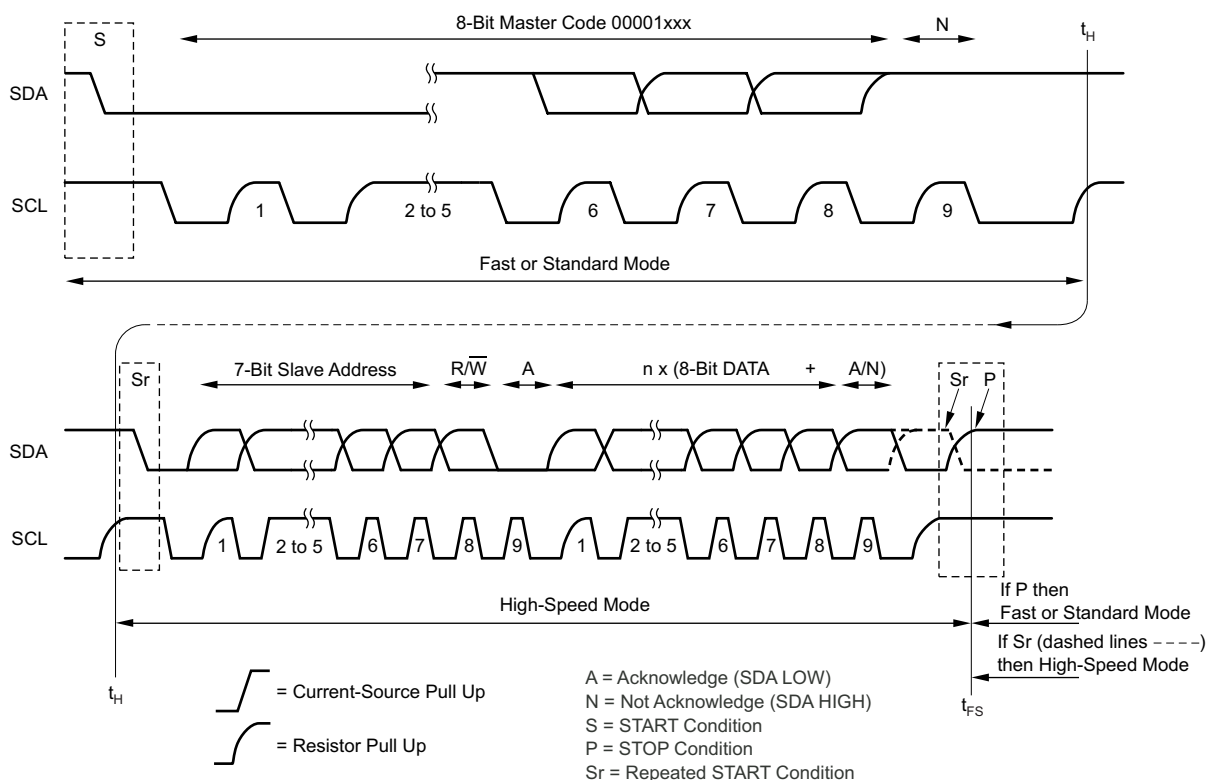 8-Bit Master Code 00001xxx
S
N
t_H
SDA
SCL
1
2 to 5
6
7
8
9
Fast or Standard Mode
Sr
7-Bit Slave Address
R/W̅
A
n x (8-Bit DATA + A/N)
Sr P
SDA
SCL
1
2 to 5
6
7
8
9
1
2 to 5
6
7
8
9
High-Speed Mode
If P then
Fast or Standard Mode
If Sr (dashed lines ----)
then High-Speed Mode
t_H
t_FS
= Current-Source Pull Up
= Resistor Pull Up
A = Acknowledge (SDA LOW)
N = Not Acknowledge (SDA HIGH)
S = START Condition
P = STOP Condition
Sr = Repeated START Condition